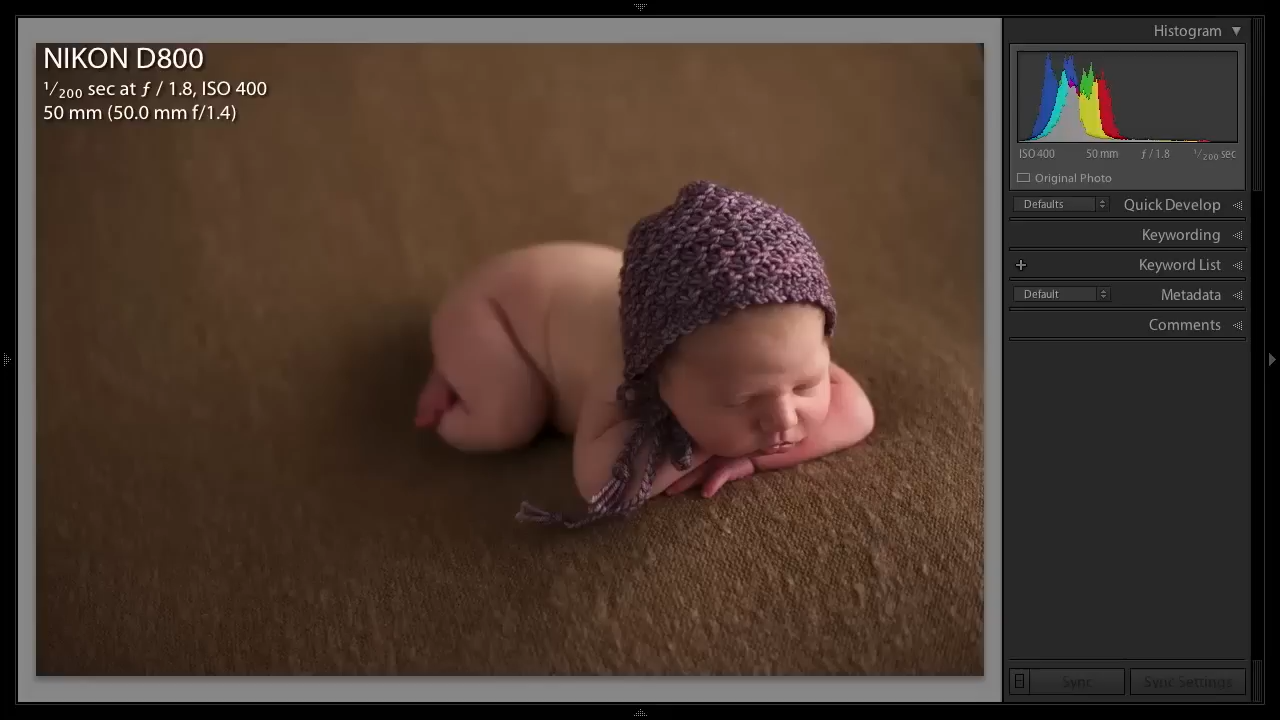 NIKON D800
1/200 sec at ƒ / 1.8, ISO 400
50 mm (50.0 mm f/1.4)
Histogram
ISO 400 50 mm ƒ / 1.8 1/200 sec
Original Photo
Defaults Quick Develop
Keywording
+ Keyword List
Default Metadata
Comments
Sync Sync Settings